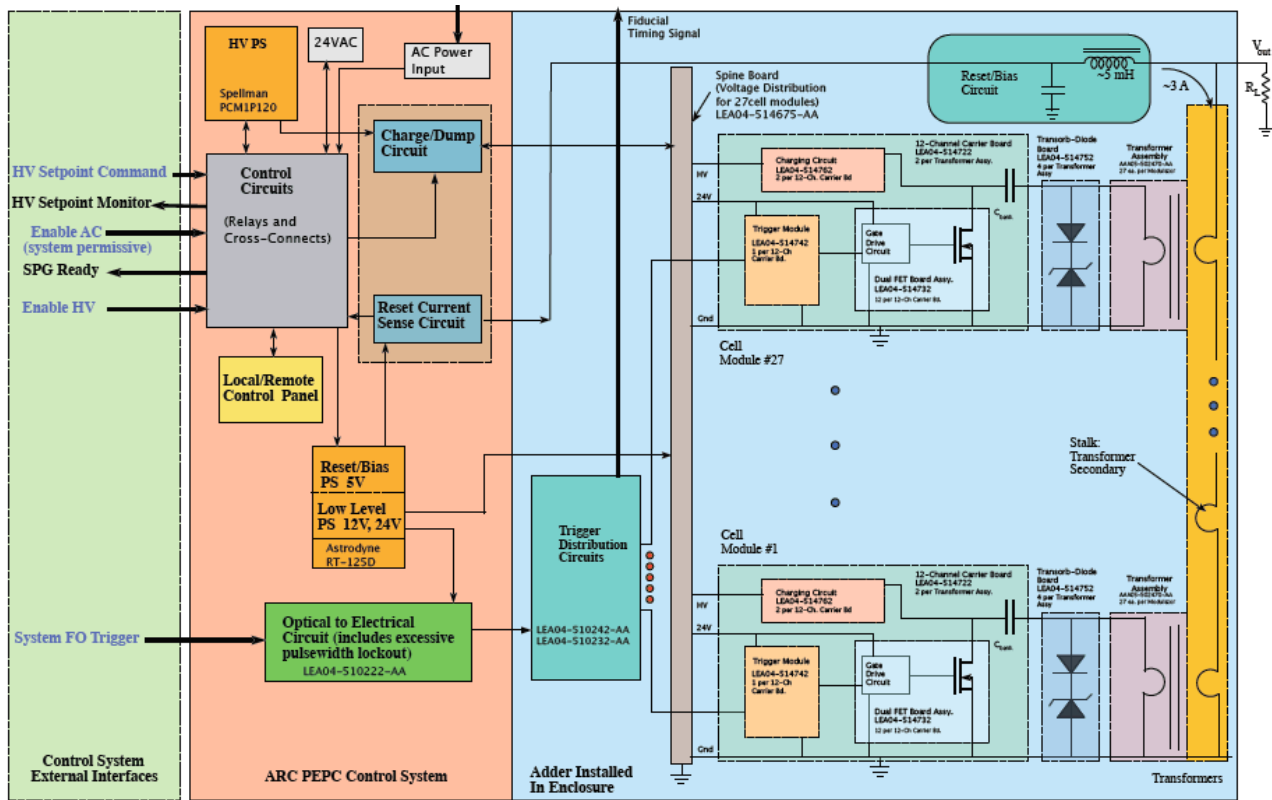 HV PS
Spellman
PCM1P120
24VAC
AC Power
Input
Charge/Dump
Circuit
Control
Circuits
(Relays and
Cross-Connects)
Reset Current
Sense Circuit
Local/Remote
Control Panel
Reset/Bias
PS 5V
Low Level
PS 12V, 24V
Astrodyne
RT-125D
Optical to Electrical
Circuit (includes excessive
pulsewidth lockout)
LEA04-510222-AA
HV Setpoint Command
HV Setpoint Monitor
Enable AC
(system permissive)
SPG Ready
Enable HV
System FO Trigger
Control System
External Interfaces
ARC PEPC Control System
Fiducial
Timing Signal
Spine Board
(Voltage Distribution
for 27cell modules)
LEA04-514675-AA
Reset/Bias
Circuit
~5 mH
~3 A
Vout
RL
12-Channel Carrier Board
LEA04-514722
2 per Transformer Assy.
Charging Circuit
LEA04-514762
2 per 12-Ch. Carrier Bd
HV
24V
Trigger Module
LEA04-514742
1 per 12-Ch
Carrier Bd.
Gate
Drive
Circuit
Dual FET Board Assy.
LEA04-514732
12 per 12-Ch Carrier Bd.
Cbank
Gnd
Transorb-Diode
Board
LEA04-514752
4 per Transformer
Assy
Transformer
Assembly
27 ea. per Modulator
Cell
Module #27
Stalk:
Transformer
Secondary
Trigger
Distribution
Circuits
LEA04-510242-AA
LEA04-510232-AA
Cell
Module #1
12-Channel Carrier Board
LEA04-514722
2 per Transformer Assy.
Charging Circuit
LEA04-514762
2 per 12-Ch. Carrier Bd
HV
24V
Trigger Module
LEA04-514742
1 per 12-Ch
Carrier Bd.
Gate
Drive
Circuit
Dual FET Board Assy.
LEA04-514732
12 per 12-Ch Carrier Bd.
Cbank
Gnd
Transorb-Diode
Board
LEA04-514752
4 per Transformer
Assy
Transformer
Assembly
27 ea. per Modulator
Adder Installed
In Enclosure
Transformers